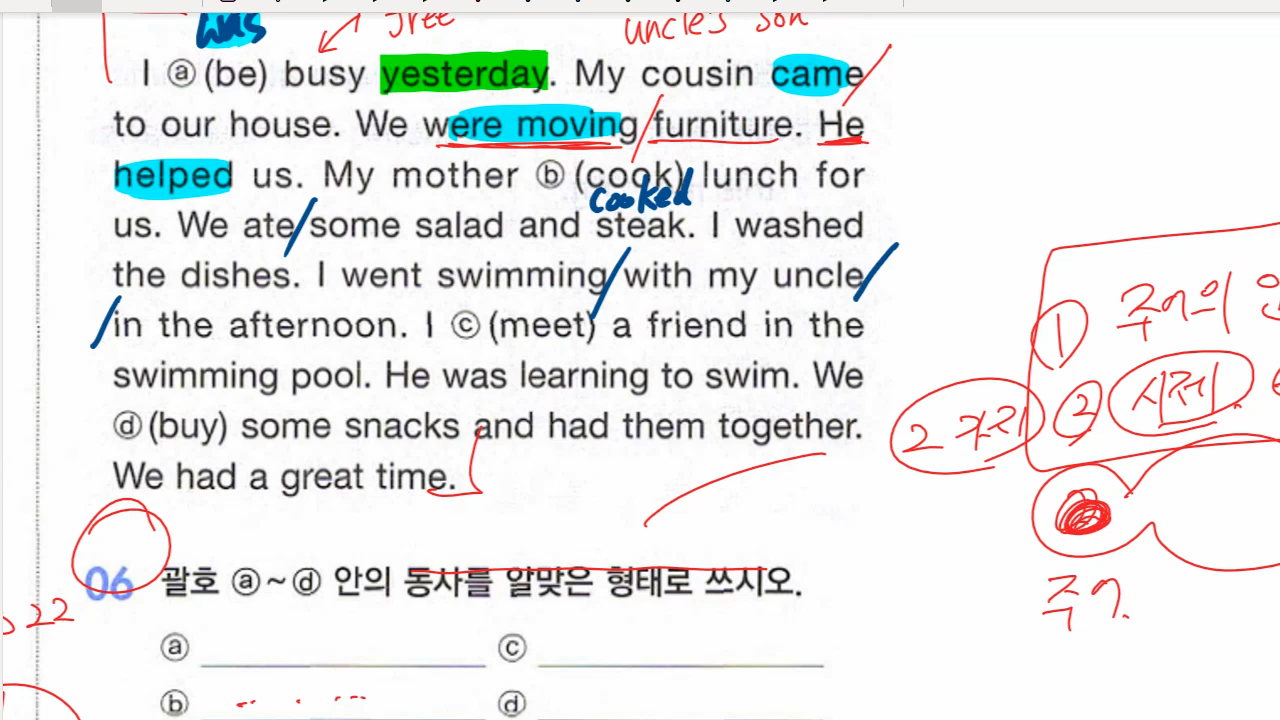 was free uncle's son
I ⓐ (be) busy yesterday. My cousin came
to our house. We were moving furniture. He
helped us. My mother ⓑ (cook) lunch for
cooked
us. We ate some salad and steak. I washed
the dishes. I went swimming with my uncle
in the afternoon. I ⓒ (meet) a friend in the
swimming pool. He was learning to swim. We
ⓓ (buy) some snacks and had them together.
We had a great time.
① 주어의
2가지 ② 시제
주어
06 괄호 ⓐ~ⓓ 안의 동사를 알맞은 형태로 쓰시오.
22
ⓐ ⓒ
ⓑ ⓓ